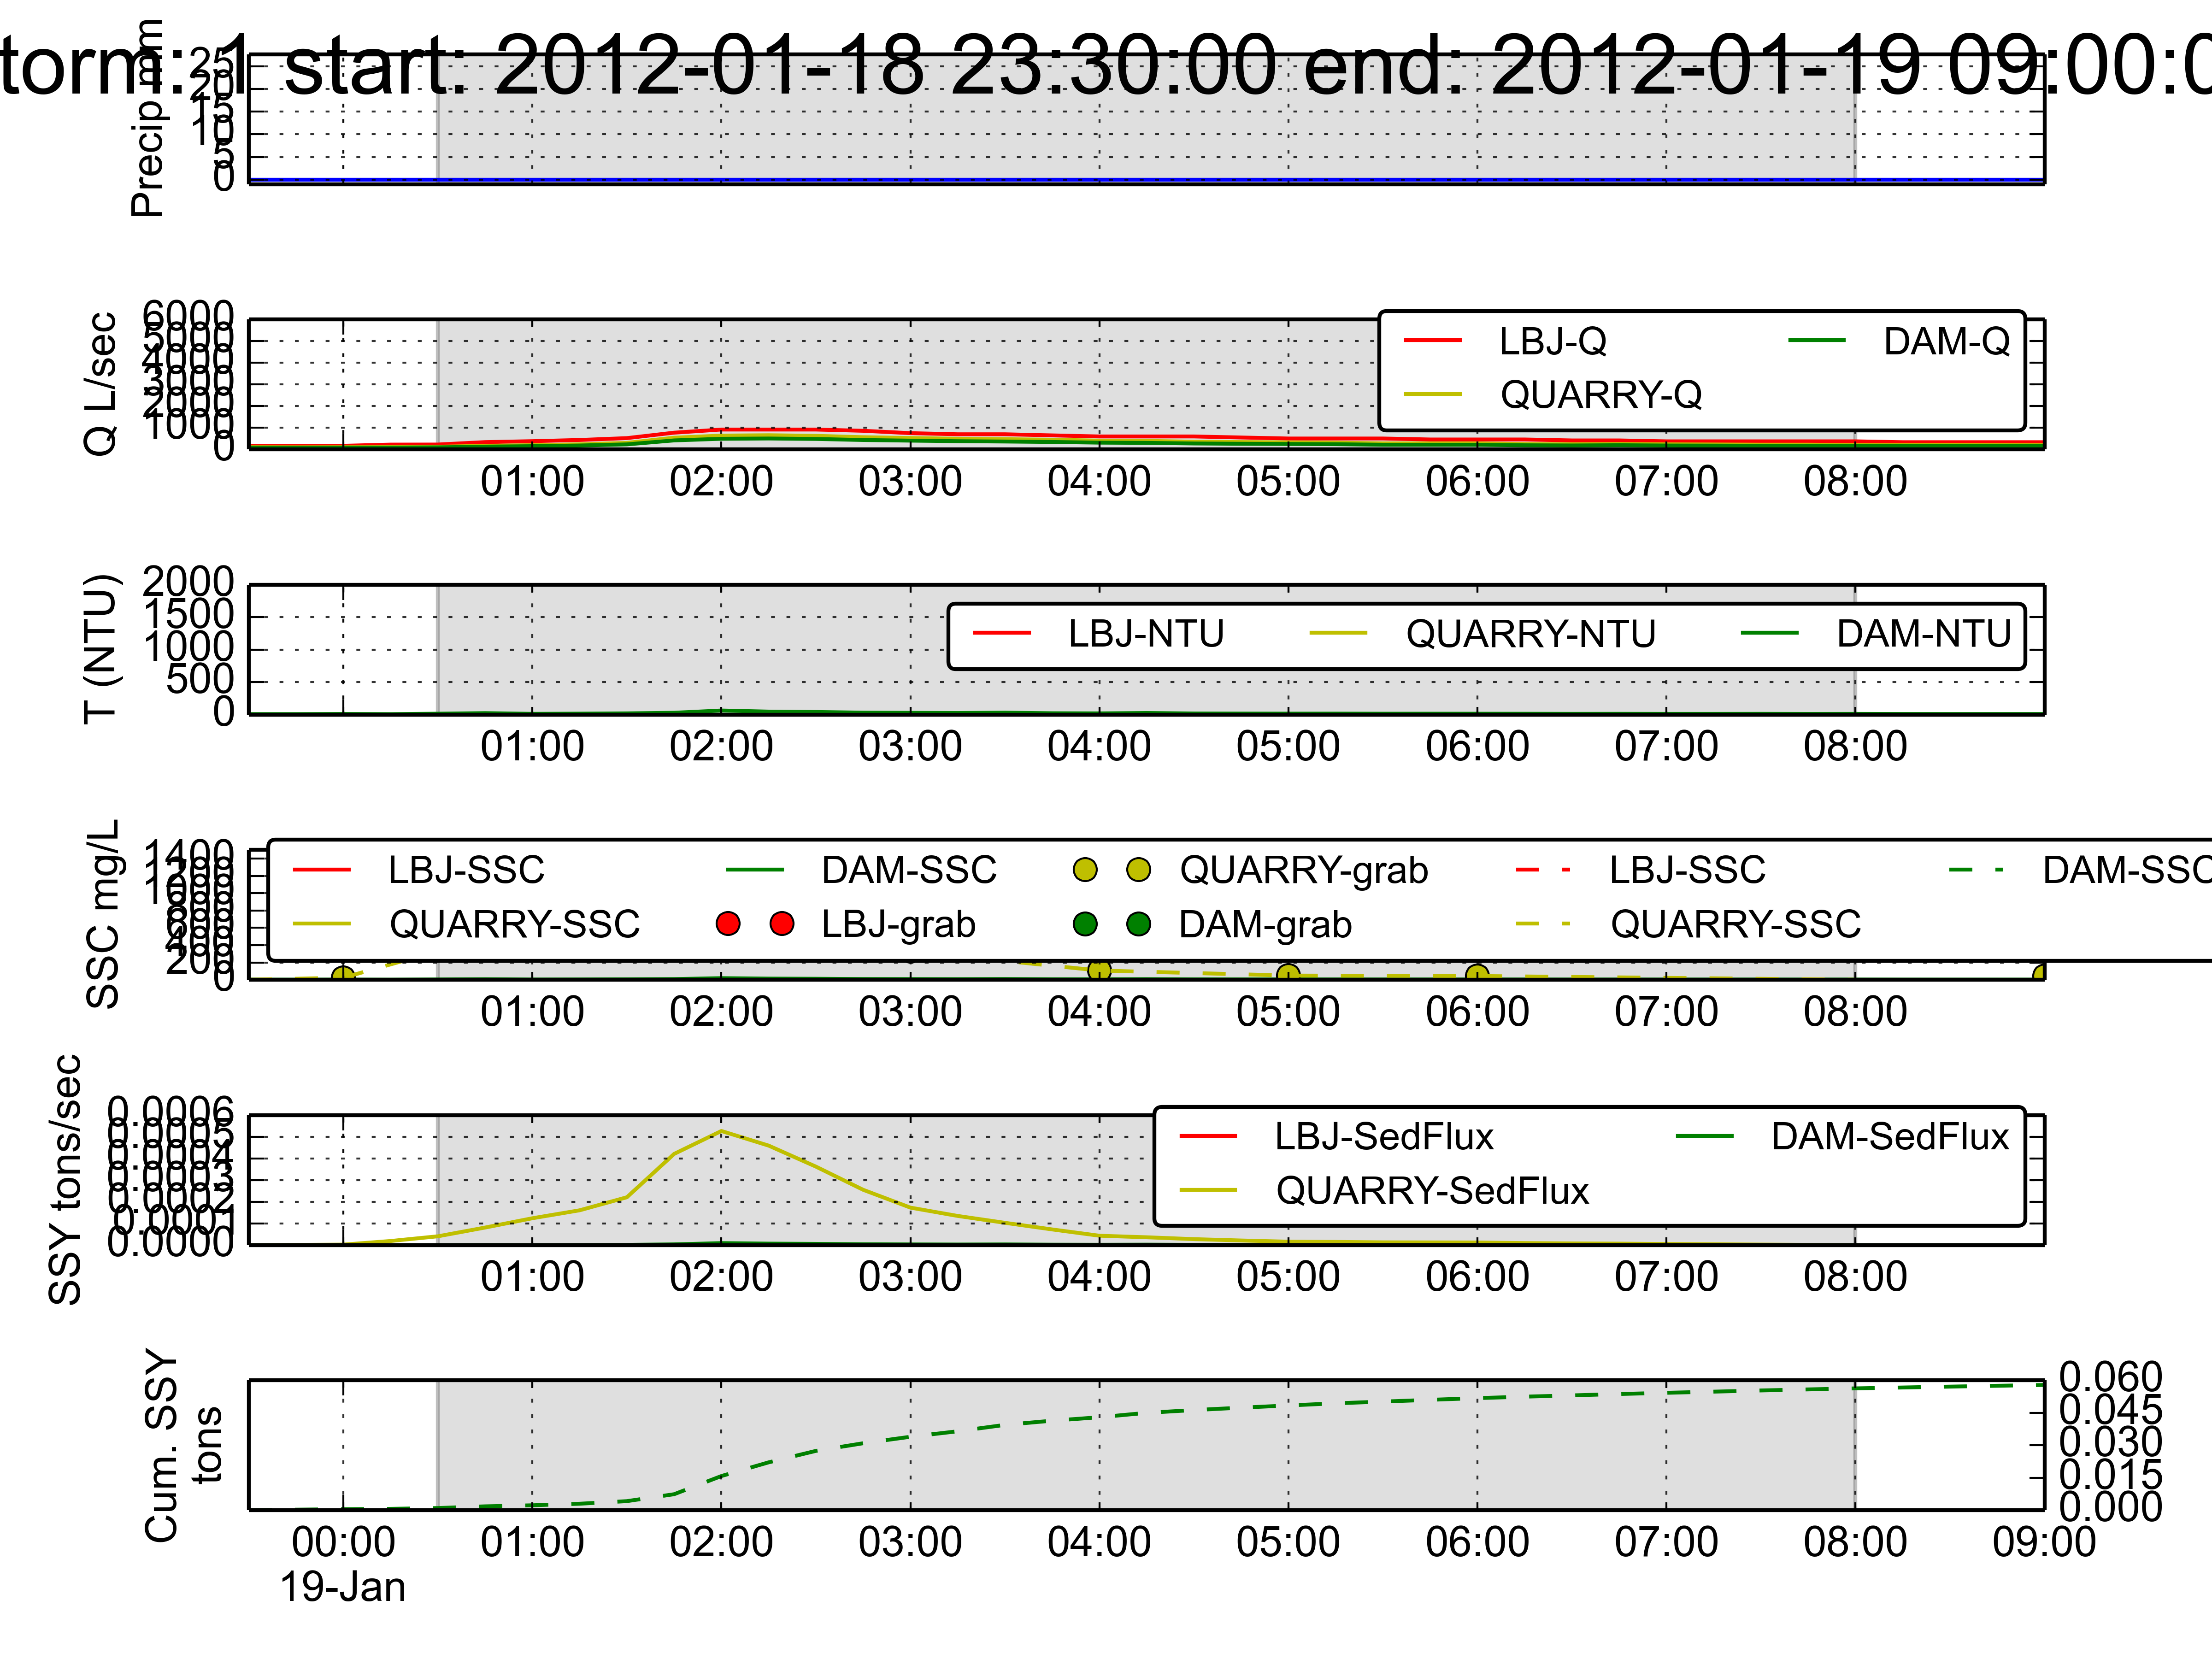 torm: 1 start: 2012-01-18 23:30:00 end: 2012-01-19 09:00:0
Precip mm
25
20
15
10
5
0
Q L/sec
6000
5000
4000
3000
2000
1000
0
LBJ-Q
QUARRY-Q
DAM-Q
01:00 02:00 03:00 04:00 05:00 06:00 07:00 08:00
T (NTU)
2000
1500
1000
500
0
LBJ-NTU QUARRY-NTU DAM-NTU
01:00 02:00 03:00 04:00 05:00 06:00 07:00 08:00
SSC mg/L
1400
1200
1000
800
600
400
200
0
LBJ-SSC DAM-SSC QUARRY-grab LBJ-SSC DAM-SSC
QUARRY-SSC LBJ-grab DAM-grab QUARRY-SSC
01:00 02:00 03:00 04:00 05:00 06:00 07:00 08:00
SSY tons/sec
0.0006
0.0005
0.0004
0.0003
0.0002
0.0001
0.0000
LBJ-SedFlux DAM-SedFlux
QUARRY-SedFlux
01:00 02:00 03:00 04:00 05:00 06:00 07:00 08:00
Cum. SSY
tons
0.060
0.045
0.030
0.015
0.000
00:00 01:00 02:00 03:00 04:00 05:00 06:00 07:00 08:00 09:00
19-Jan